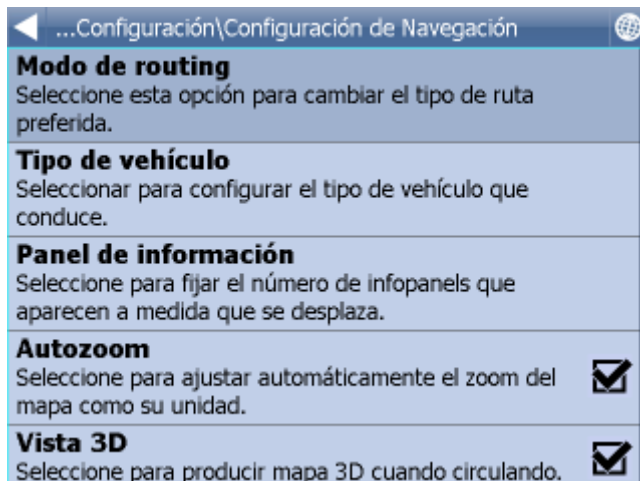 ...Configuración\Configuración de Navegación
Modo de routing
Seleccione esta opción para cambiar el tipo de ruta
preferida.
Tipo de vehículo
Seleccionar para configurar el tipo de vehículo que
conduce.
Panel de información
Seleccione para fijar el número de infopanels que
aparecen a medida que se desplaza.
Autozoom
Seleccione para ajustar automáticamente el zoom del
mapa como su unidad.
Vista 3D
Seleccione para producir mapa 3D cuando circulando.